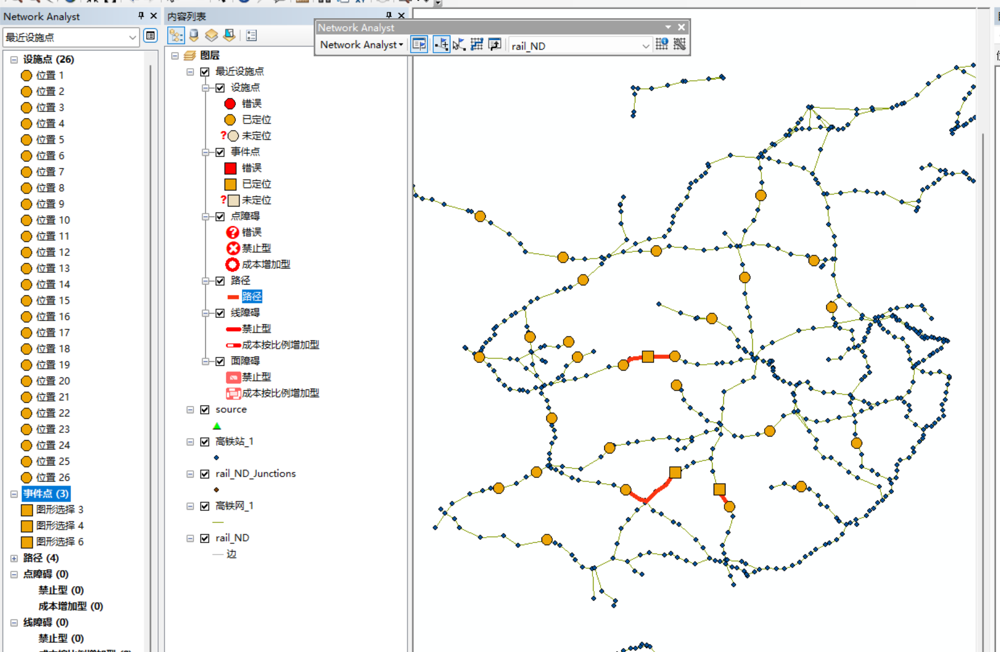 Network Analyst
最近设施点
设施点 (26)
位置 1
位置 2
位置 3
位置 4
位置 5
位置 6
位置 7
位置 8
位置 9
位置 10
位置 11
位置 12
位置 13
位置 14
位置 15
位置 16
位置 17
位置 18
位置 19
位置 20
位置 21
位置 22
位置 23
位置 24
位置 25
位置 26
事件点 (3)
图形选择 3
图形选择 4
图形选择 6
路径 (4)
点障碍 (0)
禁止型 (0)
成本增加型 (0)
线障碍 (0)
禁止型 (0)
内容列表
图层
最近设施点
设施点
错误
已定位
?未定位
事件点
错误
已定位
?未定位
点障碍
错误
禁止型
成本增加型
路径
路径
线障碍
禁止型
成本按比例增加型
面障碍
禁止型
成本按比例增加型
source
高铁站_1
rail_ND_Junctions
高铁网_1
rail_ND
边
Network Analyst
Network Analyst
rail_ND